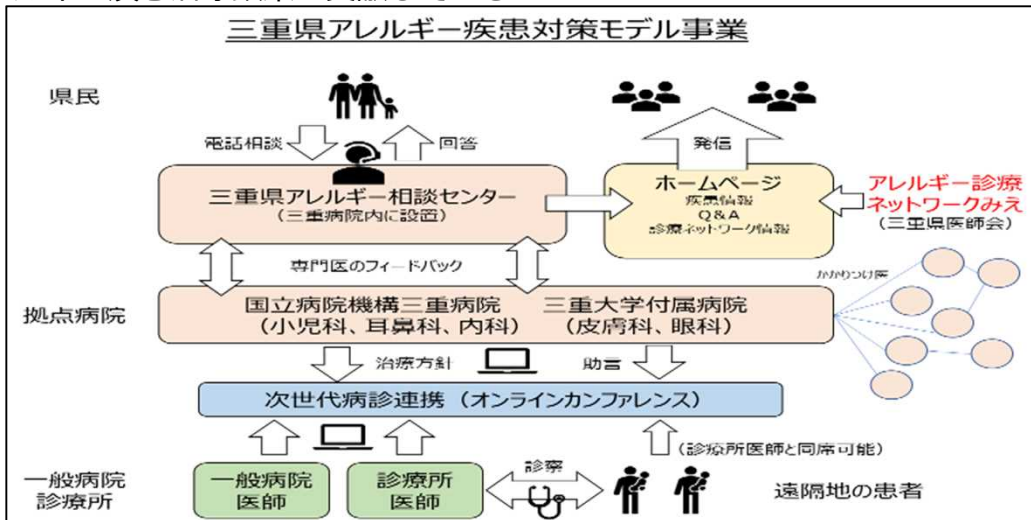 三重県アレルギー疾患対策モデル事業
県民
電話相談
回答
発信
三重県アレルギー相談センター
(三重病院内に設置)
ホームページ
疾患情報
Q&A
診療ネットワーク情報
アレルギー診療
ネットワークみえ
(三重県医師会)
専門医のフィードバック
かかりつけ医
拠点病院
国立病院機構三重病院
(小児科、耳鼻科、内科)
三重大学付属病院
(皮膚科、眼科)
治療方針
助言
次世代病診連携(オンラインカンファレンス)
(診療所医師と同席可能)
一般病院
診療所
一般病院
医師
診療所
医師
診察
遠隔地の患者